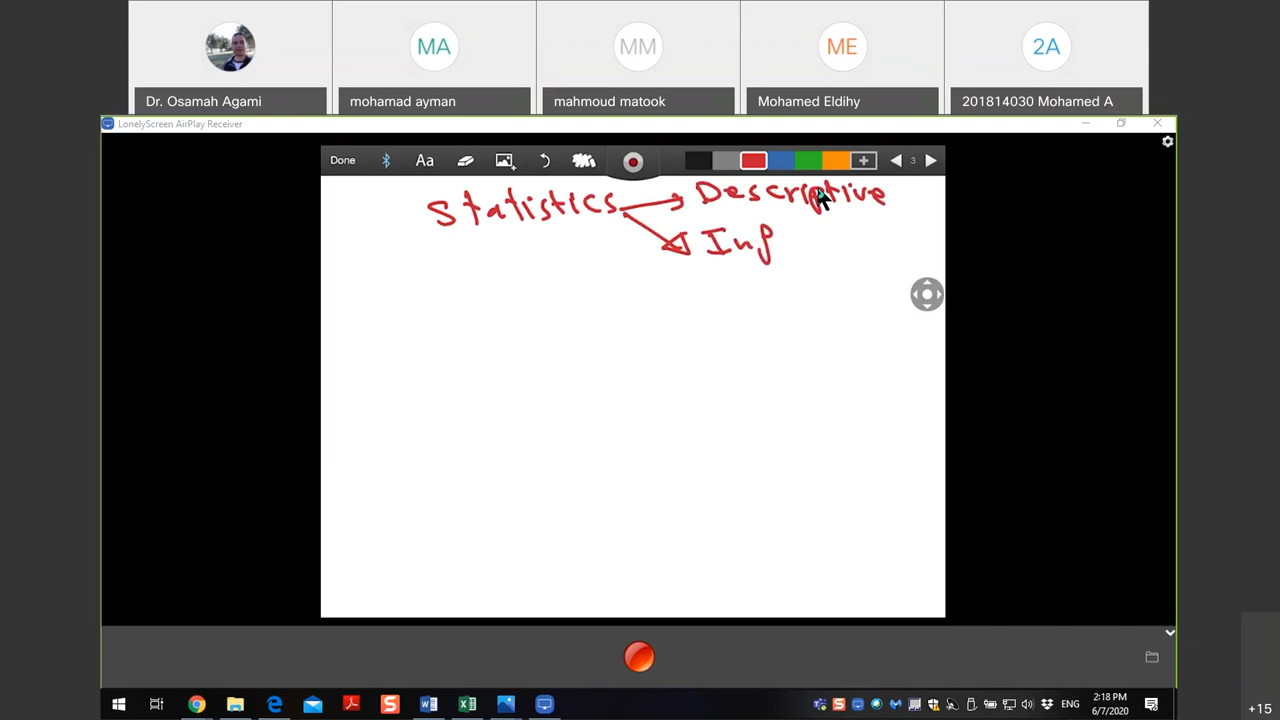 MA
MM
ME
2A
Dr. Osamah Agami
mohamad ayman
mahmoud matook
Mohamed Eldihy
201814030 Mohamed A
LonelyScreen AirPlay Receiver
Done
Aa
3
Statistics → Descriptive
Inf
ENG
2:18 PM
6/7/2020
+15